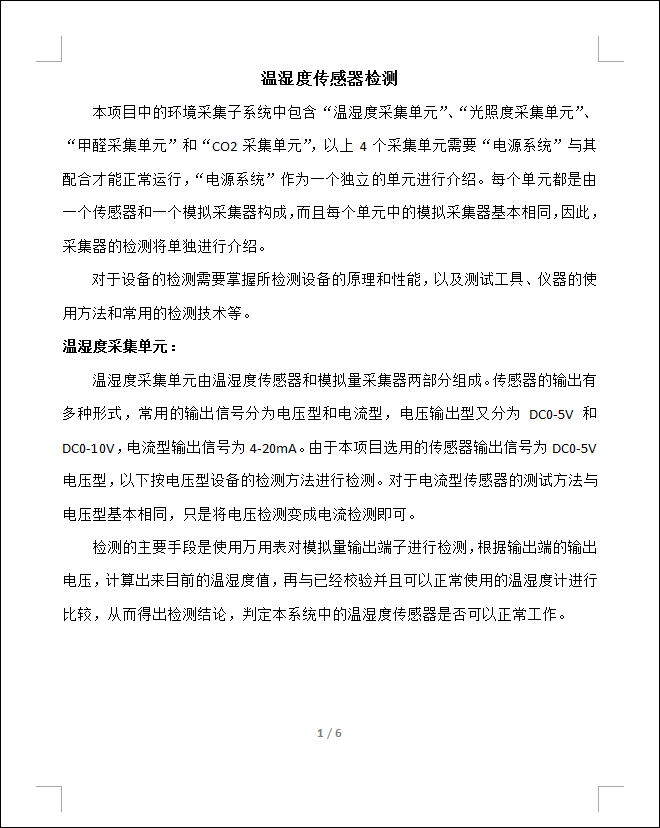 温湿度传感器检测
本项目中的环境采集子系统中包含“温湿度采集单元”、“光照度采集单元”、
“甲醛采集单元”和“CO2 采集单元”，以上 4 个采集单元需要“电源系统”与其
配合才能正常运行，“电源系统”作为一个独立的单元进行介绍。每个单元都是由
一个传感器和一个模拟采集器构成，而且每个单元中的模拟采集器基本相同，因此，
采集器的检测将单独进行介绍。
对于设备的检测需要掌握所检测设备的原理和性能，以及测试工具、仪器的使
用方法和常用的检测技术等。
温湿度采集单元：
温湿度采集单元由温湿度传感器和模拟量采集器两部分组成。传感器的输出有
多种形式，常用的输出信号分为电压型和电流型，电压输出型又分为 DC0-5V 和
DC0-10V，电流型输出信号为 4-20mA。由于本项目选用的传感器输出信号为 DC0-5V
电压型，以下按电压型设备的检测方法进行检测。对于电流型传感器的测试方法与
电压型基本相同，只是将电压检测变成电流检测即可。
检测的主要手段是使用万用表对模拟量输出端子进行检测，根据输出端的输出
电压，计算出来目前的温湿度值，再与已经校验并且可以正常使用的温湿度计进行
比较，从而得出检测结论，判定本系统中的温湿度传感器是否可以正常工作。
1 / 6